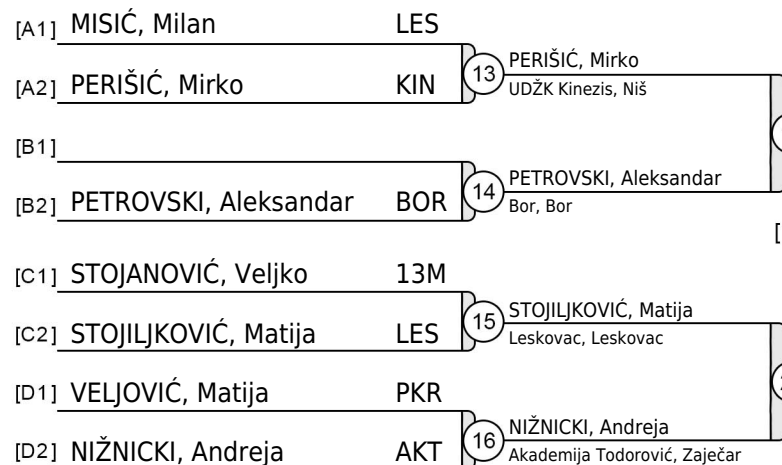 [A1] MISIĆ, Milan LES
[A2] PERIŠIĆ, Mirko KIN
13 PERIŠIĆ, Mirko
UDŽK Kinezis, Niš
[B1]
[B2] PETROVSKI, Aleksandar BOR
14 PETROVSKI, Aleksandar
Bor, Bor
[
[C1] STOJANOVIĆ, Veljko 13M
[C2] STOJILJKOVIĆ, Matija LES
15 STOJILJKOVIĆ, Matija
Leskovac, Leskovac
[D1] VELJOVIĆ, Matija PKR
[D2] NIŽNICKI, Andreja AKT
16 NIŽNICKI, Andreja
Akademija Todorović, Zaječar